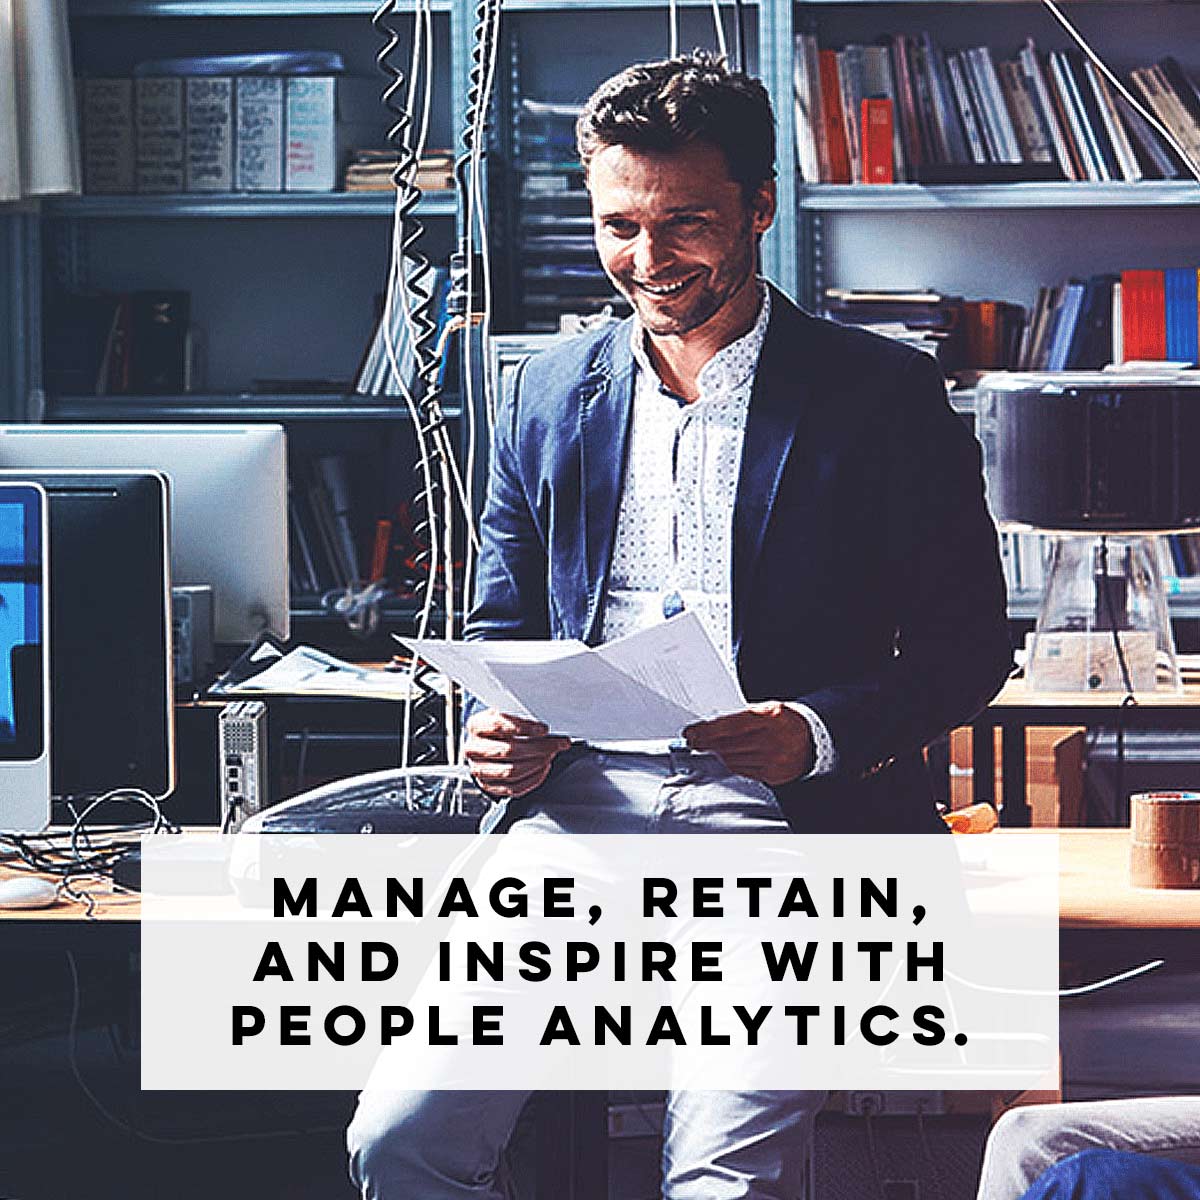 MANAGE, RETAIN,
AND INSPIRE WITH
PEOPLE ANALYTICS.